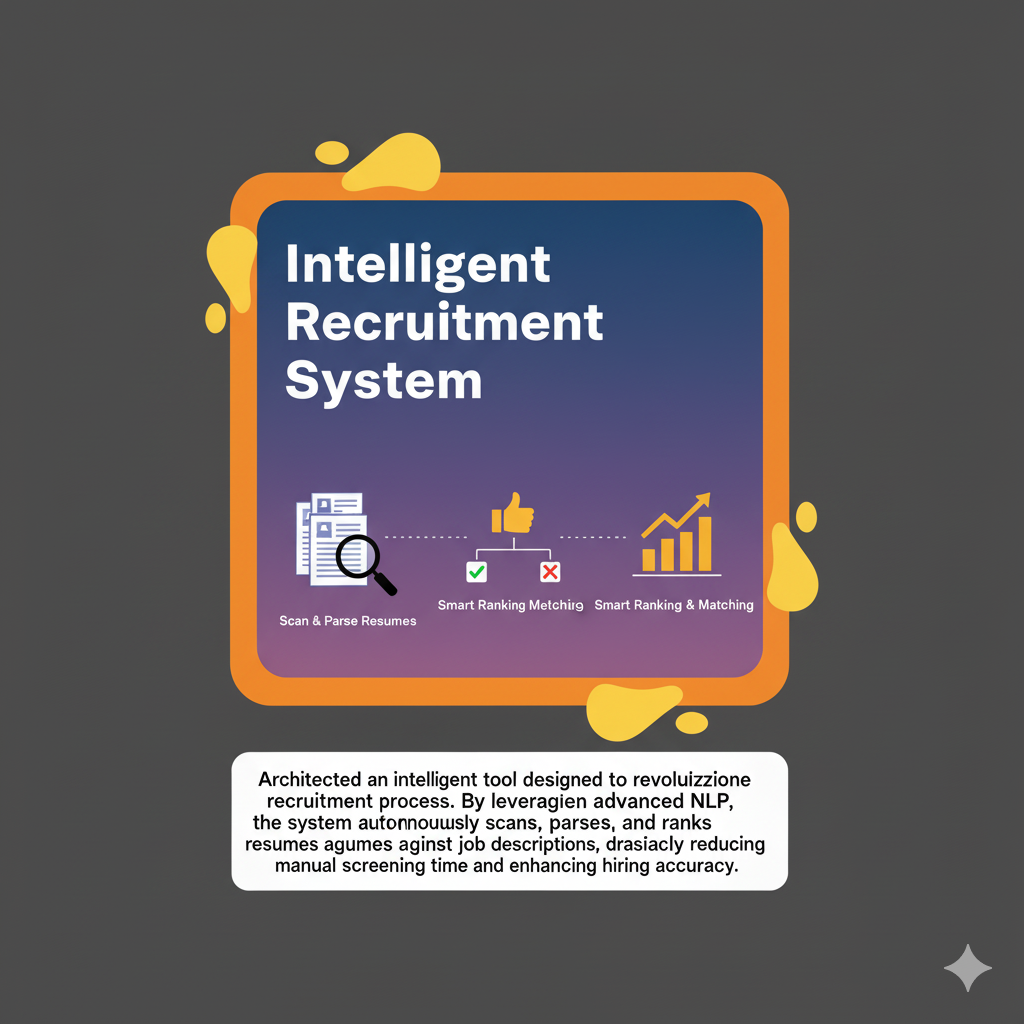 Intelligent
Recruitment
System
Scan & Parse Resumes
Smart Ranking Metching
Smart Ranking & Matching
Architected an intelligent tool designed to revoluizzione
recruitment process. By leveragien advanced NLP,
the system autonnouusly scans, parses, and ranks
resumes agumes aginst job descriptions, drasiacly reducing
manual screening time and enhancing hiring accuracy.